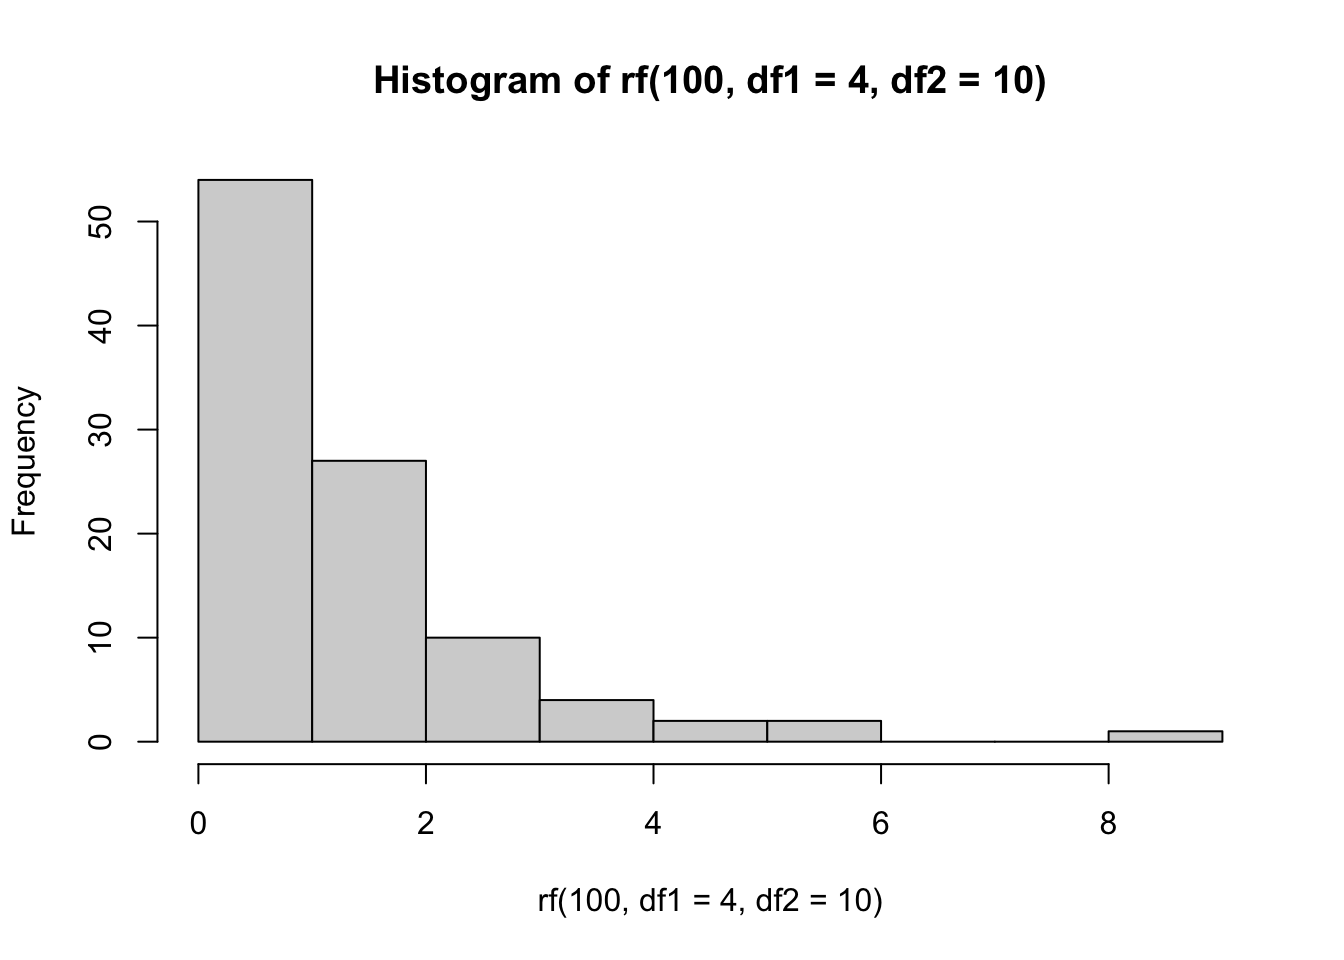 Histogram of rf(100, df1 = 4, df2 = 10)
Frequency
50
40
30
20
10
0
0 2 4 6 8
rf(100, df1 = 4, df2 = 10)